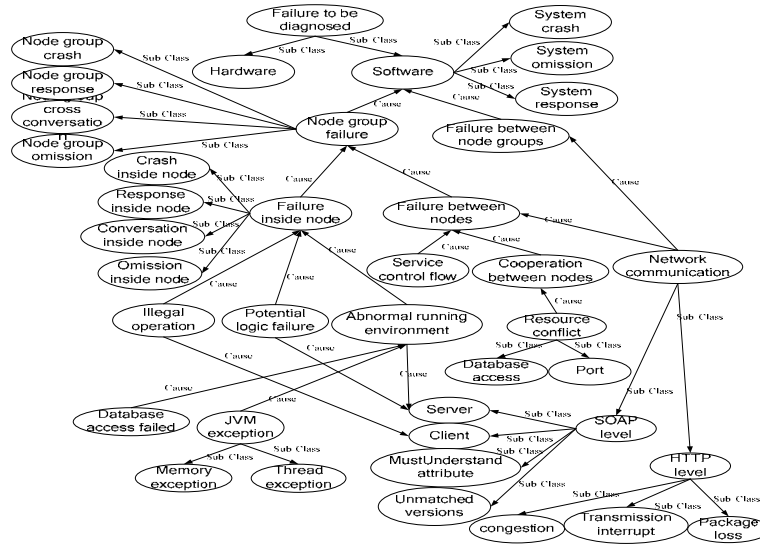 Failure to be
diagnosed
System
crash
Sub Class
Node group
crash
Sub Class
Sub Class
Sub Class
Hardware
Software
Sub Class
System
omission
Sub Class
System
response
Node group
response
Sub Class
Cause
Cause
cross
conversatio
n
Sub Class
Node group
failure
Failure between
node groups
Node group
omission
Sub Class
Crash
inside node
Sub Class
Cause
Cause
Cause
Response
inside node
Sub Class
Failure
inside node
Failure between
nodes
Cause
Conversation
inside node
Sub Class
Omission
inside node
Sub Class
Cause
Cause
Cause
Service
control flow
Cause
Cause
Cooperation
between nodes
Network
communication
Cause
Illegal
operation
Potential
logic failure
Abnormal running
environment
Resource
conflict
Sub Class
Sub Class
Sub Class
Cause
Cause
Database
access
Port
Cause
Cause
Sub Class
Database
access failed
JVM
exception
Server
Sub Class
SOAP
level
Client
Sub Class
Sub Class
Sub Class
MustUnderstand
attribute
Sub Class
HTTP
level
Memory
exception
Thread
exception
Sub Class
Unmatched
versions
Sub Class
Sub Class
Sub Class
congestion
Transmission
interrupt
Package
loss